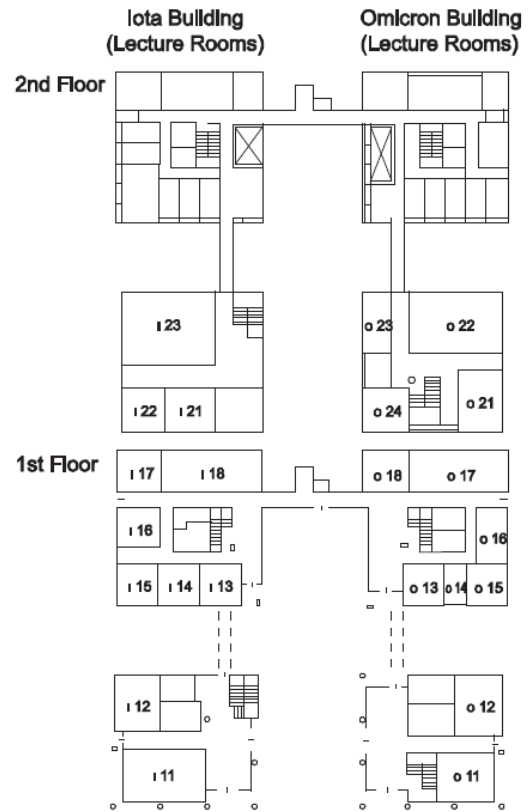 Iota Building
(Lecture Rooms)
Omicron Building
(Lecture Rooms)
2nd Floor
I 23
o 23
o 22
I 22
I 21
o 24
o 21
1st Floor
I 17
I 18
o 18
o 17
I 16
o 16
I 15
I 14
I 13
o 13
o 14
o 15
I 12
o 12
I 11
o 11